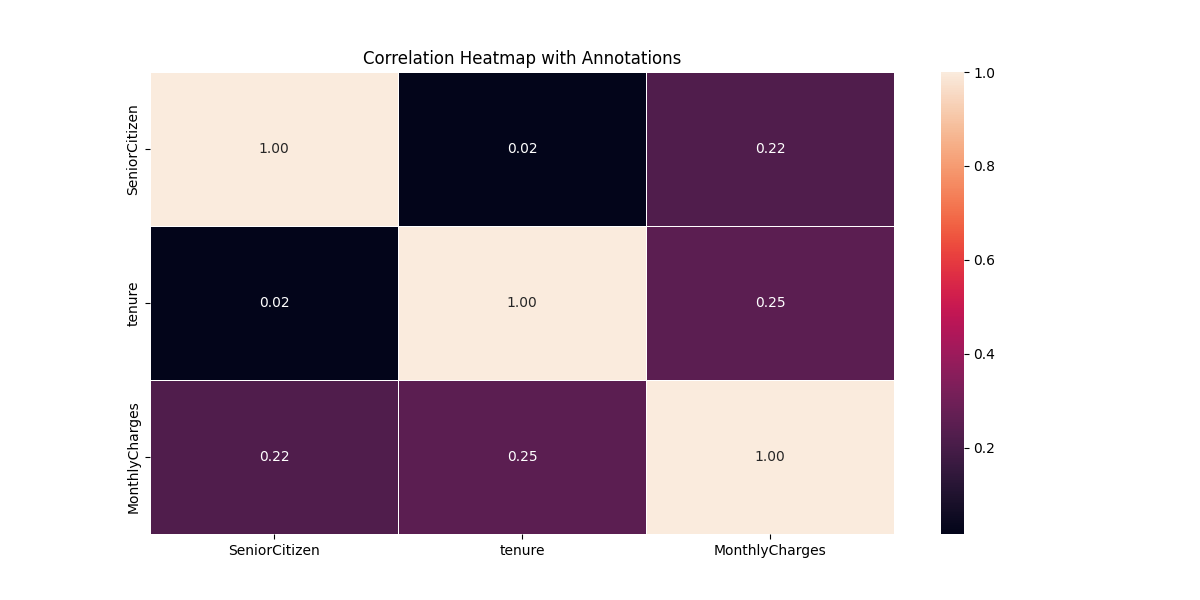 Correlation Heatmap with Annotations
SeniorCitizen
1.00
0.02
0.22
tenure
0.02
1.00
0.25
MonthlyCharges
0.22
0.25
1.00
SeniorCitizen
tenure
MonthlyCharges
1.0
0.8
0.6
0.4
0.2